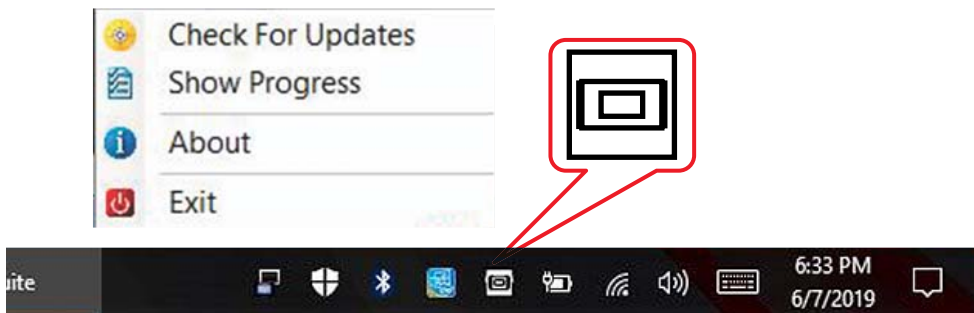 Check For Updates
Show Progress
About
Exit
uite
6:33 PM
6/7/2019